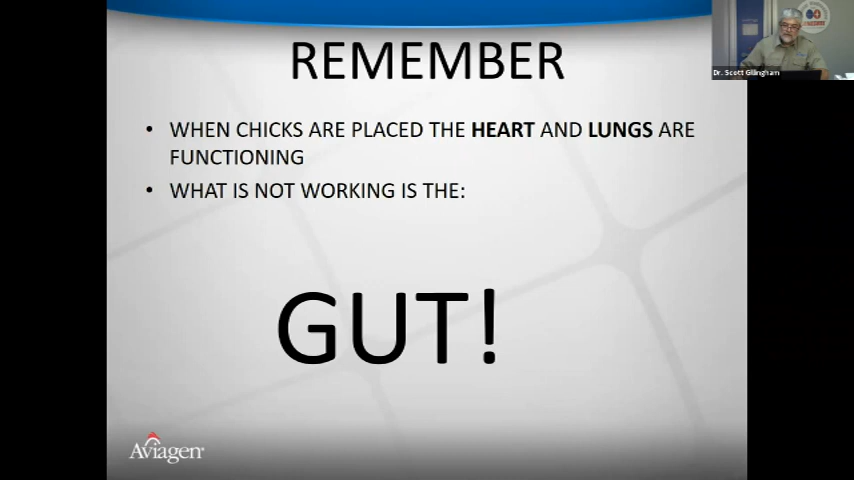 REMEMBER
• WHEN CHICKS ARE PLACED THE HEART AND LUNGS ARE
FUNCTIONING
• WHAT IS NOT WORKING IS THE:
GUT!
Aviagen
Dr. Scott Gillingham